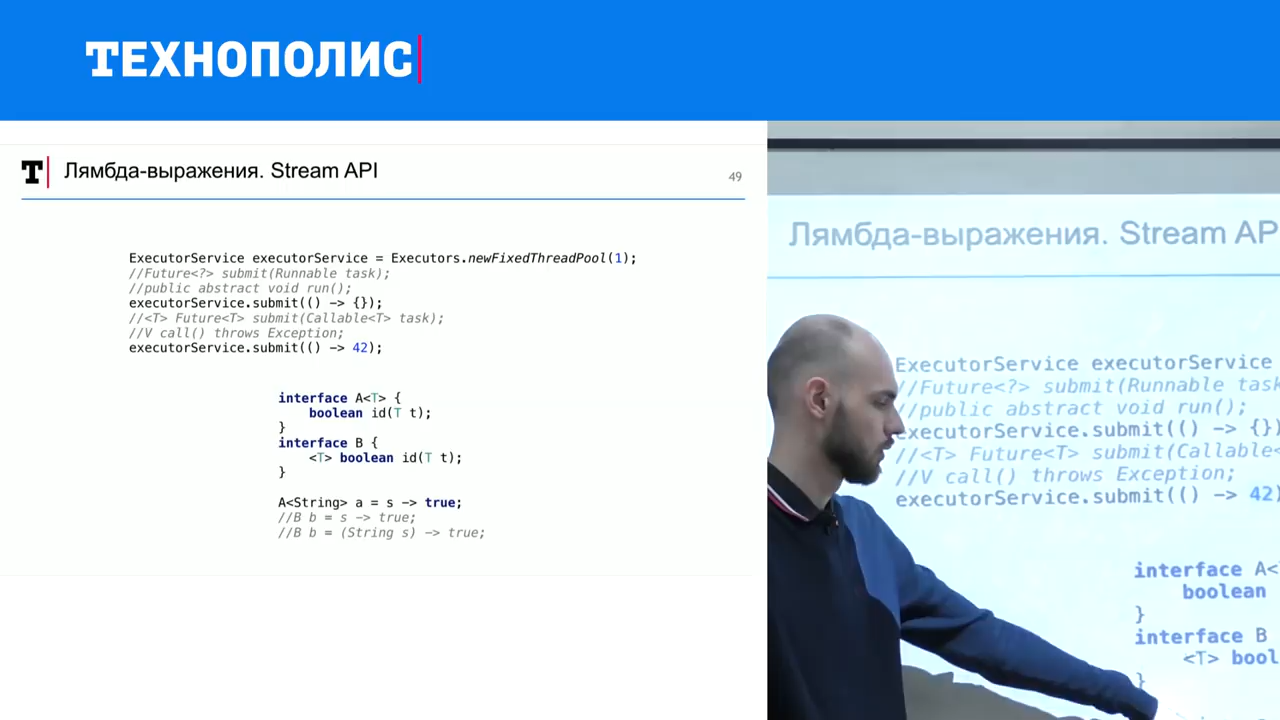 ТЕХНОПОЛИС
T
Лямбда-выражения. Stream API
49
ExecutorService executorService = Executors.newFixedThreadPool(1);
//Future<?> submit(Runnable task);
//public abstract void run();
executorService.submit(() -> {});
//<T> Future<T> submit(Callable<T> task);
//V call() throws Exception;
executorService.submit(() -> 42);
interface A<T> {
boolean id(T t);
}
interface B {
<T> boolean id(T t);
}
A<String> a = s -> true;
//B b = s -> true;
//B b = (String s) -> true;
Лямбда-выражения. Stream AP
ExecutorService executorService
//Future<?> submit(Runnable task
//public abstract void run();
executorService.submit(() -> {})
//<T> Future<T> submit(Callable<
//V call() throws Exception;
executorService.submit(() -> 42)
interface A<
boolean
}
interface B
<T> bool
}